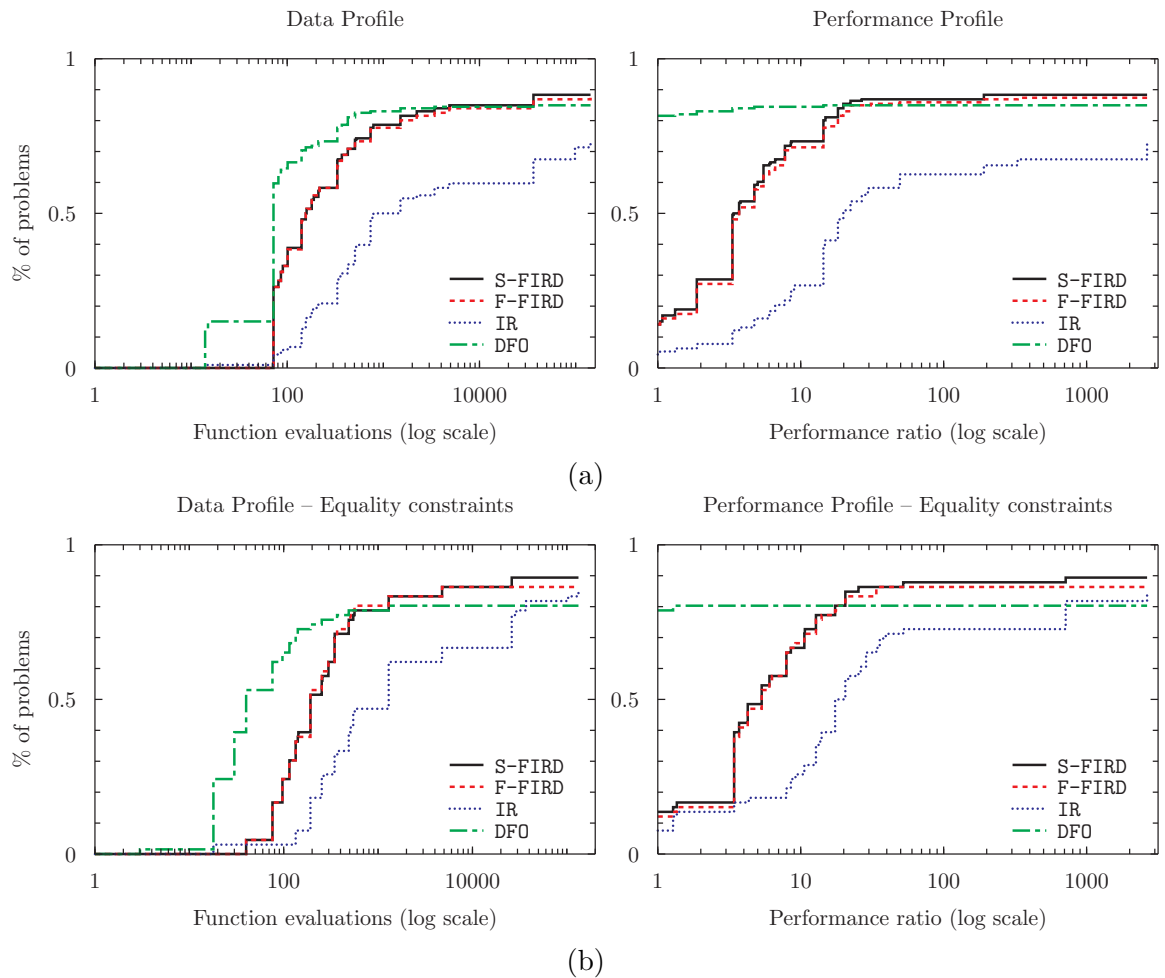 Data Profile
% of problems
1
0.5
0
1
100
10000
S-FIRD
F-FIRD
IR
DFO
Function evaluations (log scale)
Performance Profile
1
0.5
0
1
10
100
1000
S-FIRD
F-FIRD
IR
DFO
Performance ratio (log scale)
(a)
Data Profile – Equality constraints
% of problems
1
0.5
0
1
100
10000
S-FIRD
F-FIRD
IR
DFO
Function evaluations (log scale)
Performance Profile – Equality constraints
1
0.5
0
1
10
100
1000
S-FIRD
F-FIRD
IR
DFO
Performance ratio (log scale)
(b)